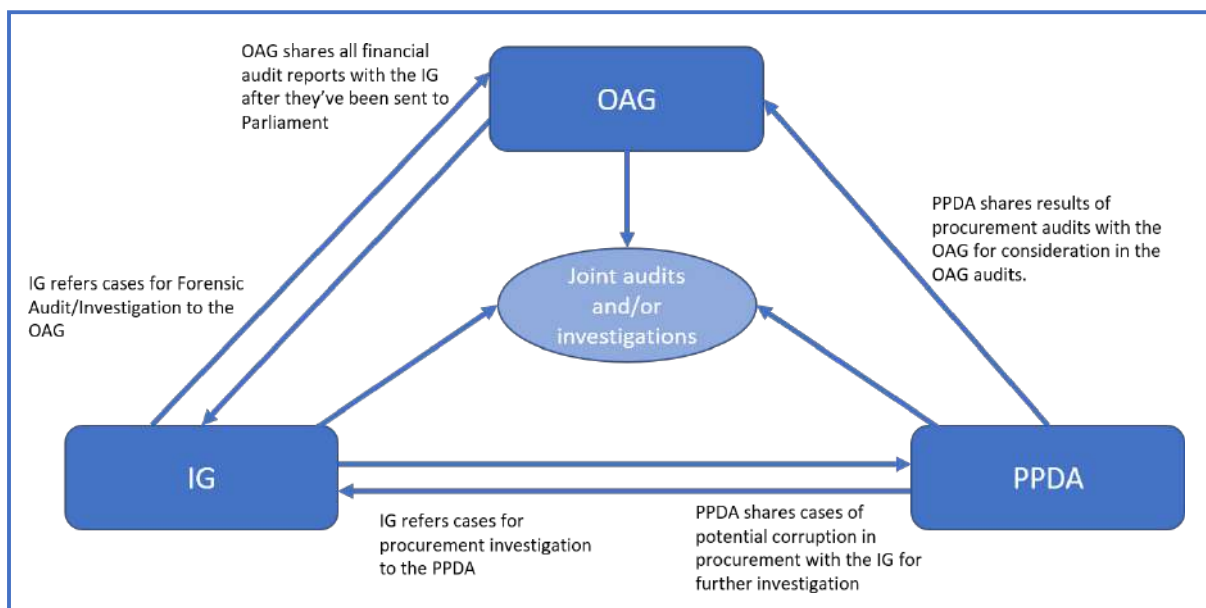 OAG shares all financial
audit reports with the IG
after they've been sent to
Parliament
OAG
PPDA shares results of
procurement audits with the
OAG for consideration in the
OAG audits.
IG refers cases for Forensic
Audit/Investigation to the
OAG
Joint audits
and/or
investigations
IG
PPDA
IG refers cases for
procurement investigation
to the PPDA
PPDA shares cases of
potential corruption in
procurement with the IG for
further investigation